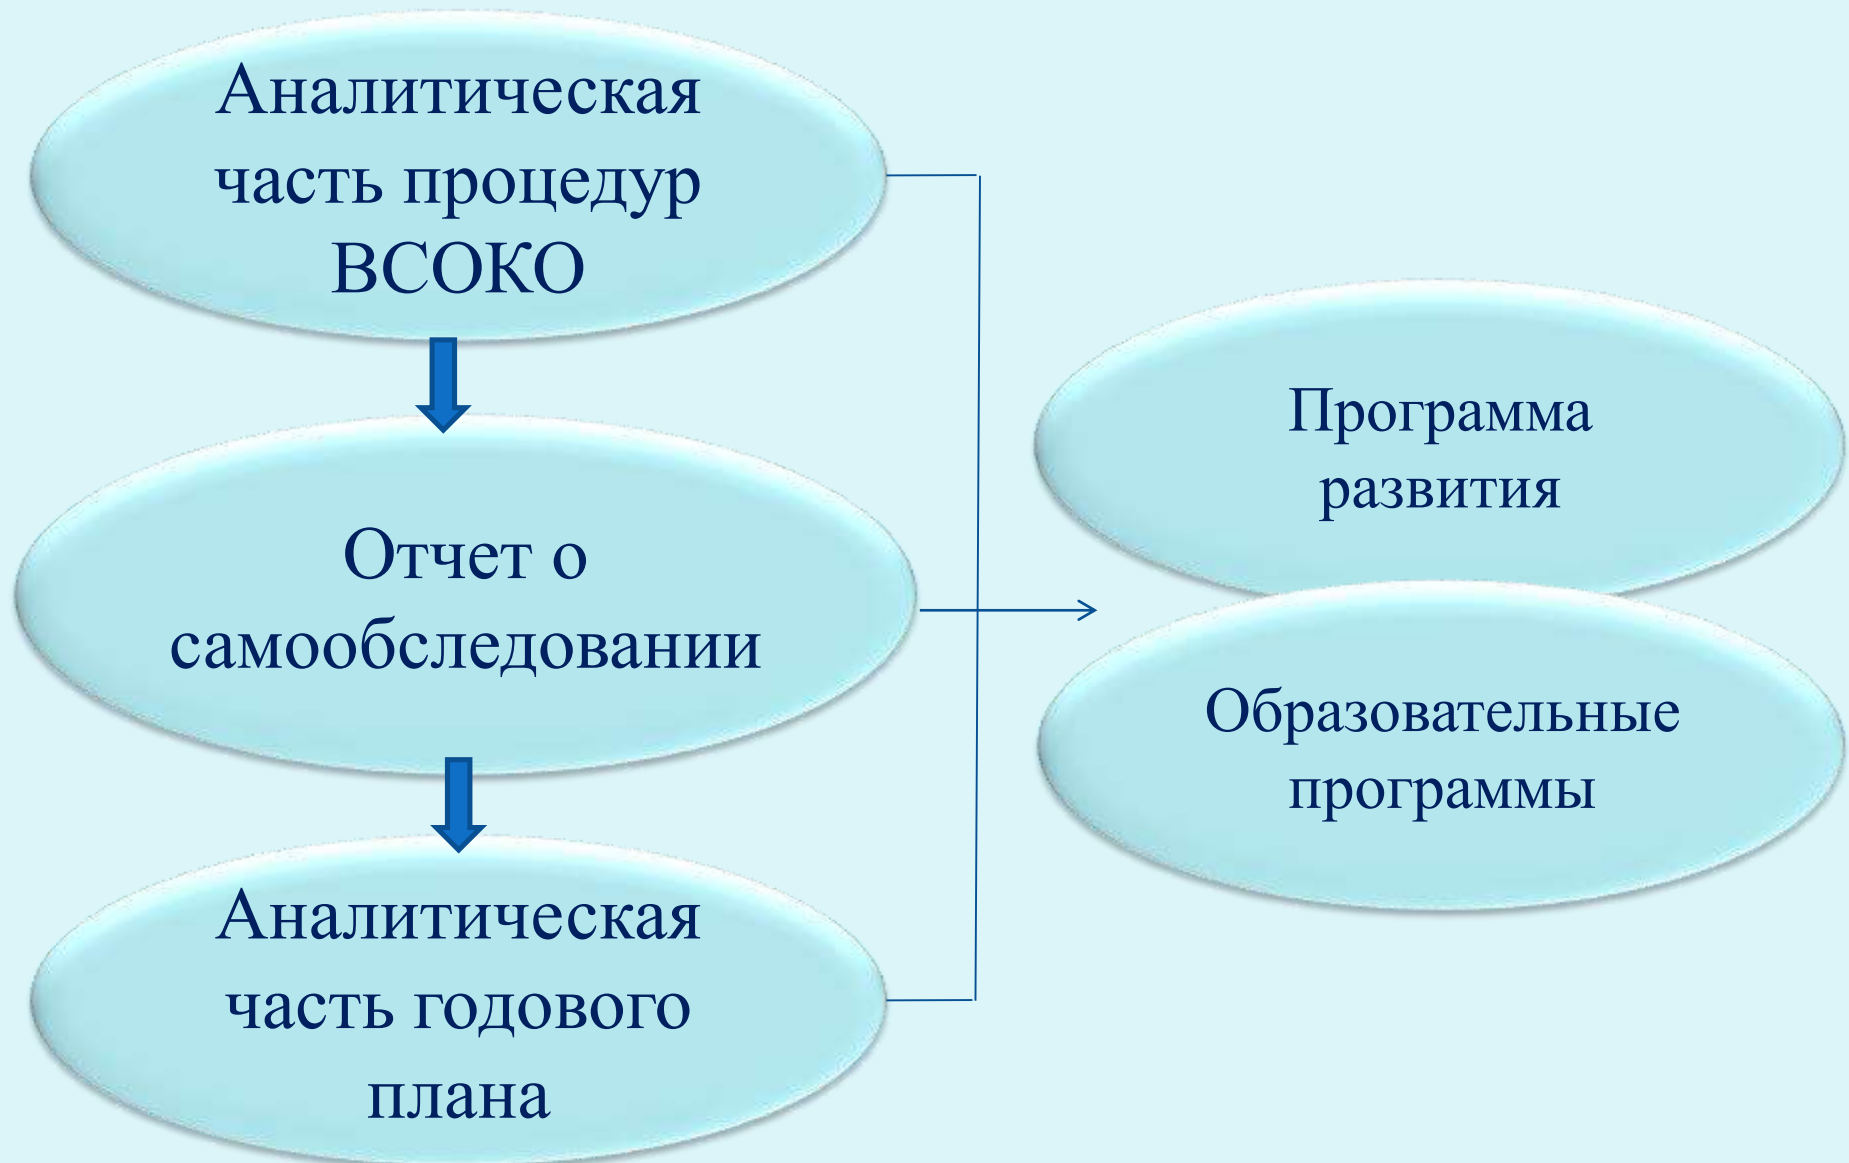 Аналитическая
часть процедур
ВСОКО
Отчет о
самообследовании
Аналитическая
часть годового
плана
Программа
развития
Образовательные
программы